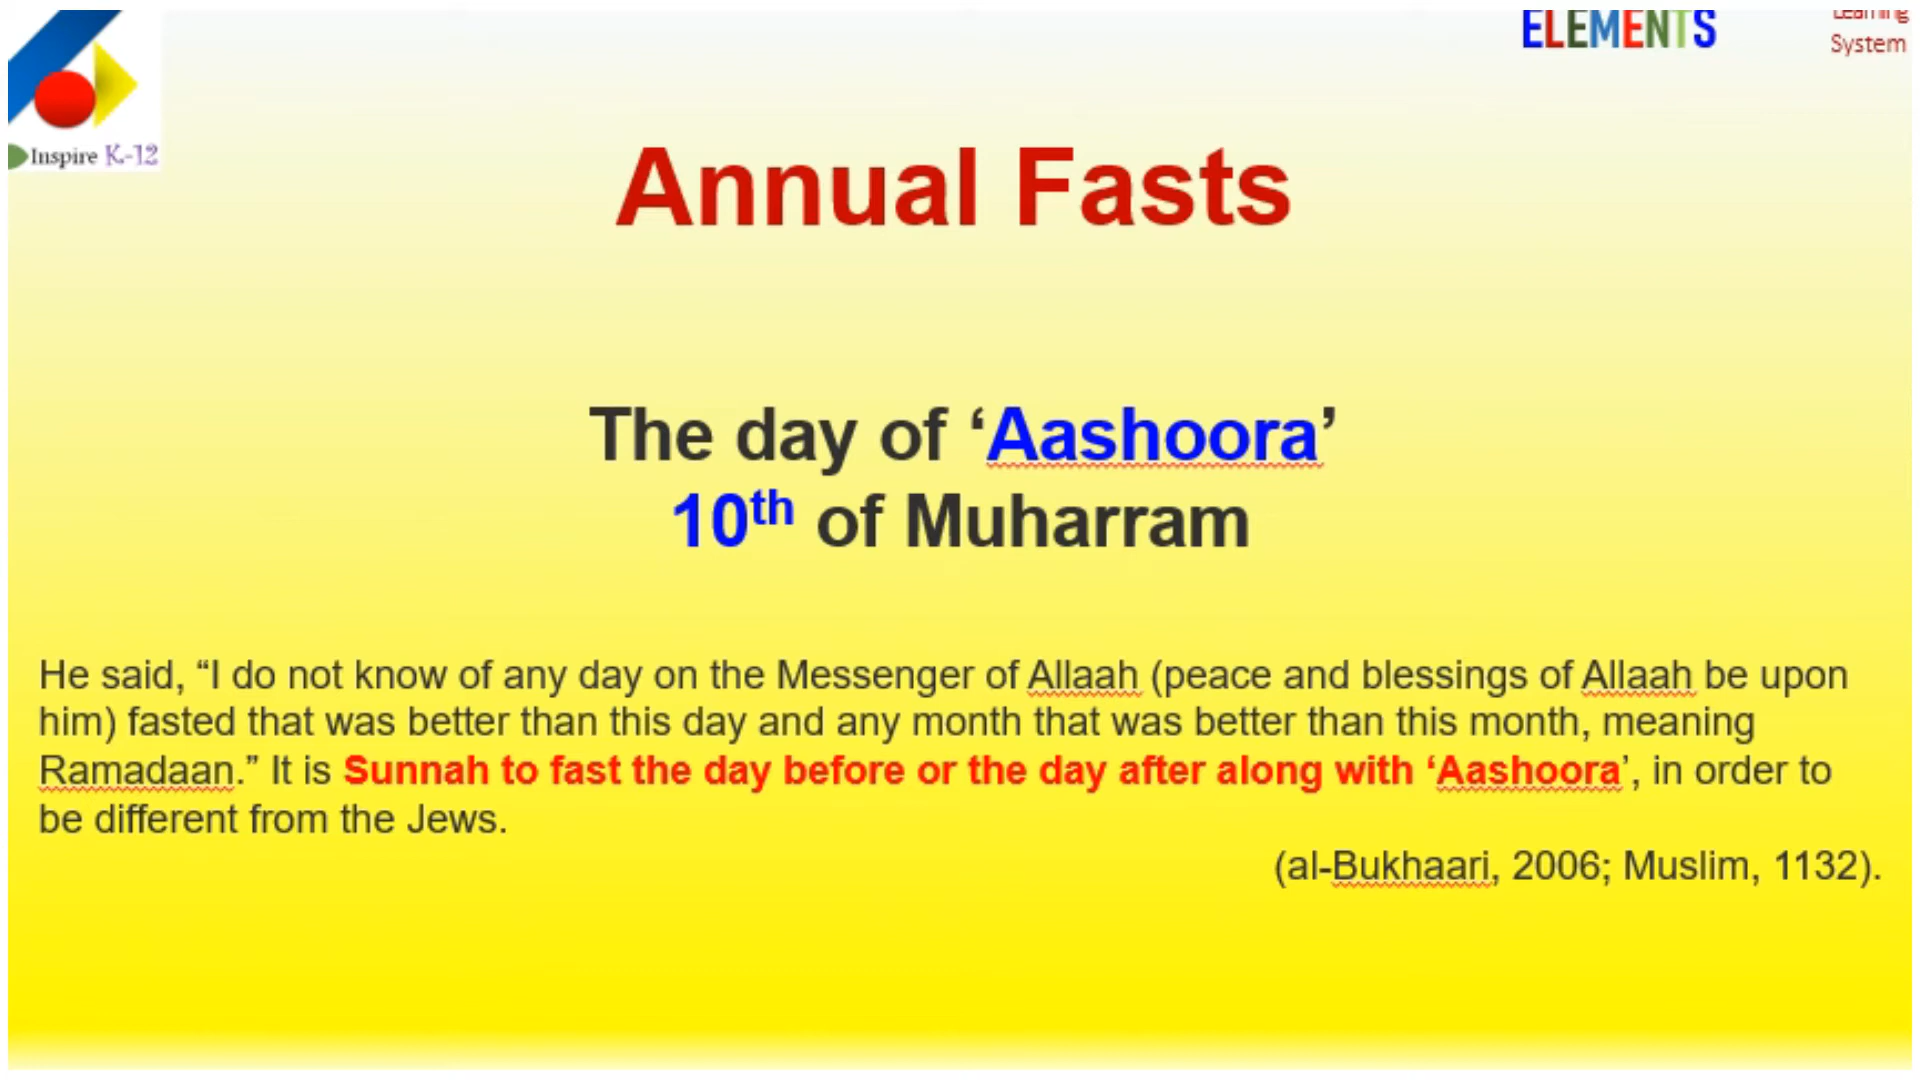 ELEMENTS
Learning
System
Inspire K-12
Annual Fasts
The day of ‘Aashoora’
10th of Muharram
He said, “I do not know of any day on the Messenger of Allaah (peace and blessings of Allaah be upon
him) fasted that was better than this day and any month that was better than this month, meaning
Ramadaan.” It is Sunnah to fast the day before or the day after along with ‘Aashoora’, in order to
be different from the Jews.
(al-Bukhaari, 2006; Muslim, 1132).